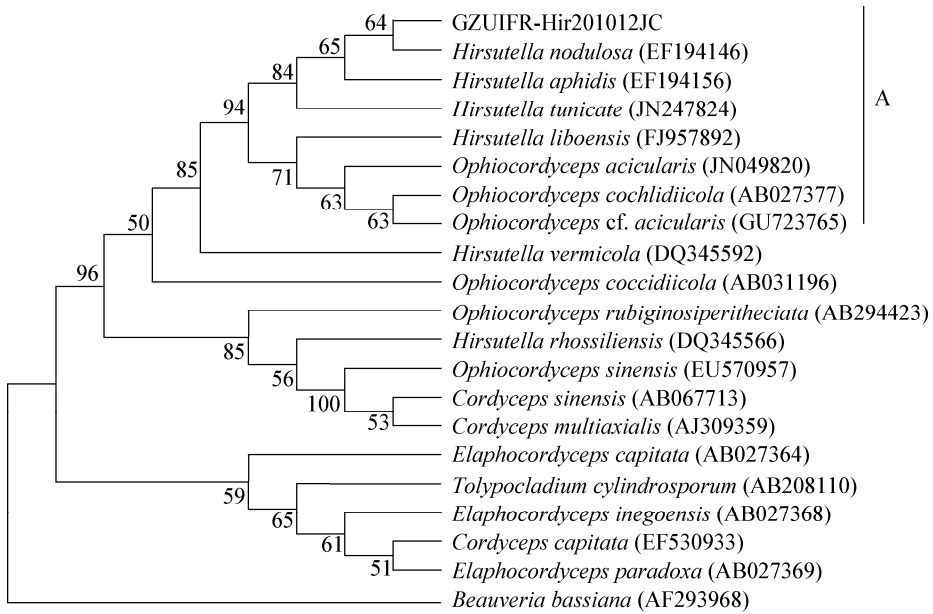 64 GZUIFR-Hir201012JC
65 Hirsutella nodulosa (EF194146)
84 Hirsutella aphidis (EF194156)
A
94 Hirsutella tunicate (JN247824)
Hirsutella liboensis (FJ957892)
85 71 Ophiocordyceps acicularis (JN049820)
63 Ophiocordyceps cochlidiicola (AB027377)
50 63 Ophiocordyceps cf. acicularis (GU723765)
Hirsutella vermicola (DQ345592)
96 Ophiocordyceps coccidiicola (AB031196)
Ophiocordyceps rubiginosiperitheciata (AB294423)
85 Hirsutella rhossiliensis (DQ345566)
56 Ophiocordyceps sinensis (EU570957)
100 Cordyceps sinensis (AB067713)
53 Cordyceps multiaxialis (AJ309359)
Elaphocordyceps capitata (AB027364)
59 Tolypocladium cylindrosporum (AB208110)
65 Elaphocordyceps inegoensis (AB027368)
61 Cordyceps capitata (EF530933)
51 Elaphocordyceps paradoxa (AB027369)
Beauveria bassiana (AF293968)